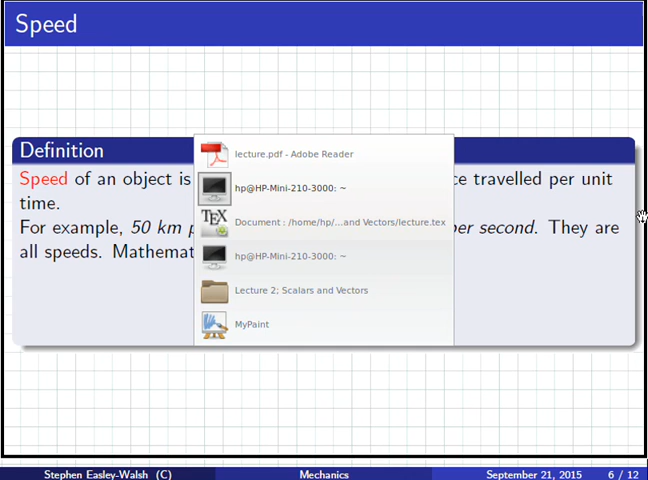 Speed
Definition
Speed of an object is
ce travelled per unit
time.
For example, 50 km p
per second. They are
all speeds. Mathemat
lecture.pdf - Adobe Reader
hp@HP-Mini-210-3000: ~
TEX
Document : /home/hp/...and Vectors/lecture.tex
hp@HP-Mini-210-3000: ~
Lecture 2; Scalars and Vectors
MyPaint
Stephen Easley-Walsh (C) Mechanics September 21, 2015 6 / 12